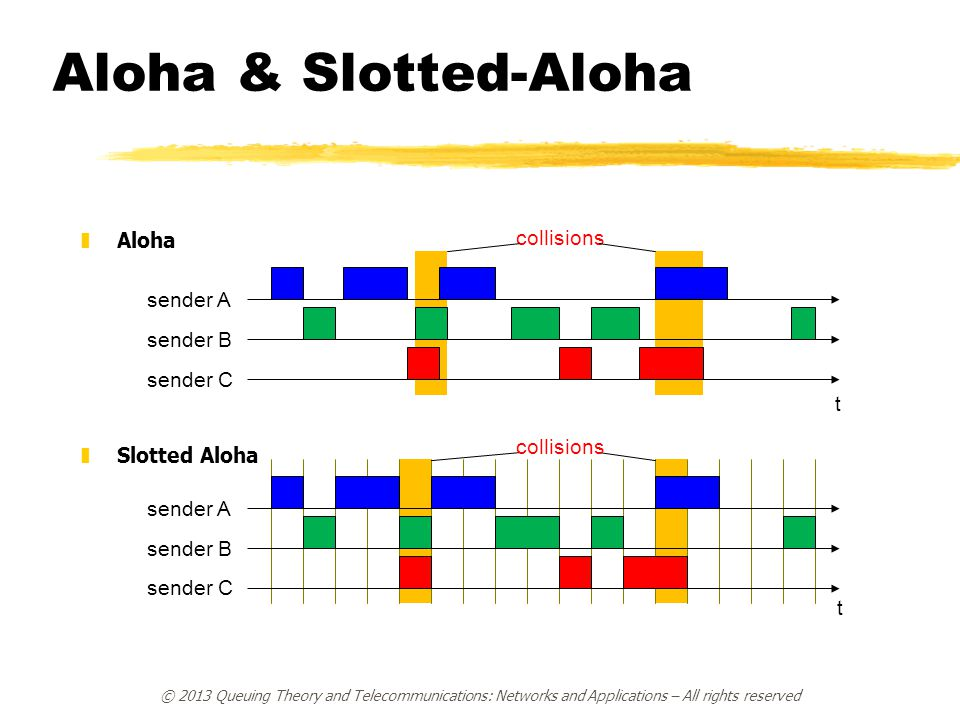 Aloha & Slotted-Aloha
Aloha
collisions
sender A
sender B
sender C
t
Slotted Aloha
collisions
sender A
sender B
sender C
t
© 2013 Queuing Theory and Telecommunications: Networks and Applications – All rights reserved